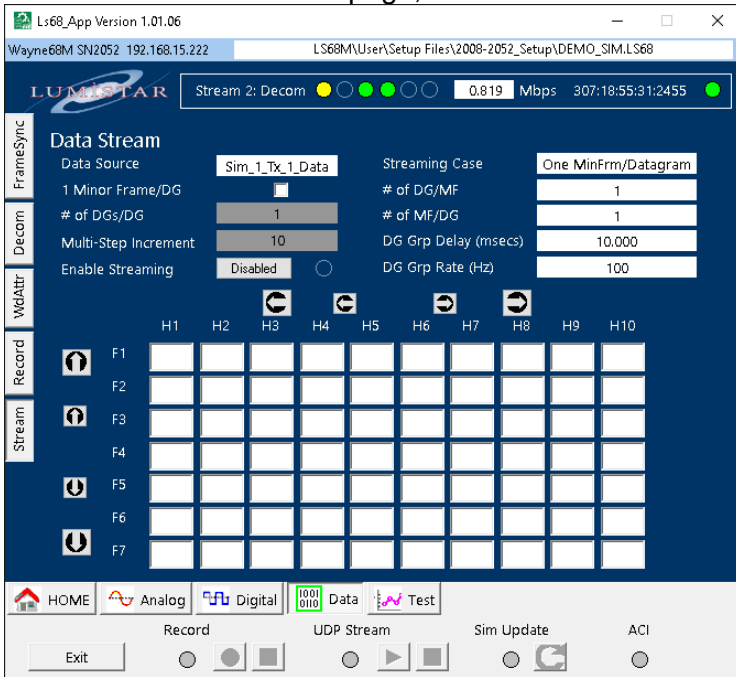 page,
Ls68_App Version 1.01.06
Wayne68M SN2052 192.168.15.222 LS68M\User\Setup Files\2008-2052_Setup\DEMO_SIM.LS68
LUMISTAR Stream 2: Decom 0.819 Mbps 307:18:55:31:2455
FrameSync
Decom
WdAttr
Record
Stream
Data Stream
Data Source Sim_1_Tx_1_Data Streaming Case One MinFrm/Datagram
1 Minor Frame/DG # of DG/MF 1
# of DGs/DG 1 # of MF/DG 1
Multi-Step Increment 10 DG Grp Delay (msecs) 10.000
Enable Streaming Disabled DG Grp Rate (Hz) 100
H1 H2 H3 H4 H5 H6 H7 H8 H9 H10
F1
F2
F3
F4
F5
F6
F7
HOME Analog Digital 1001 0110 Data Test
Record UDP Stream Sim Update ACI
Exit